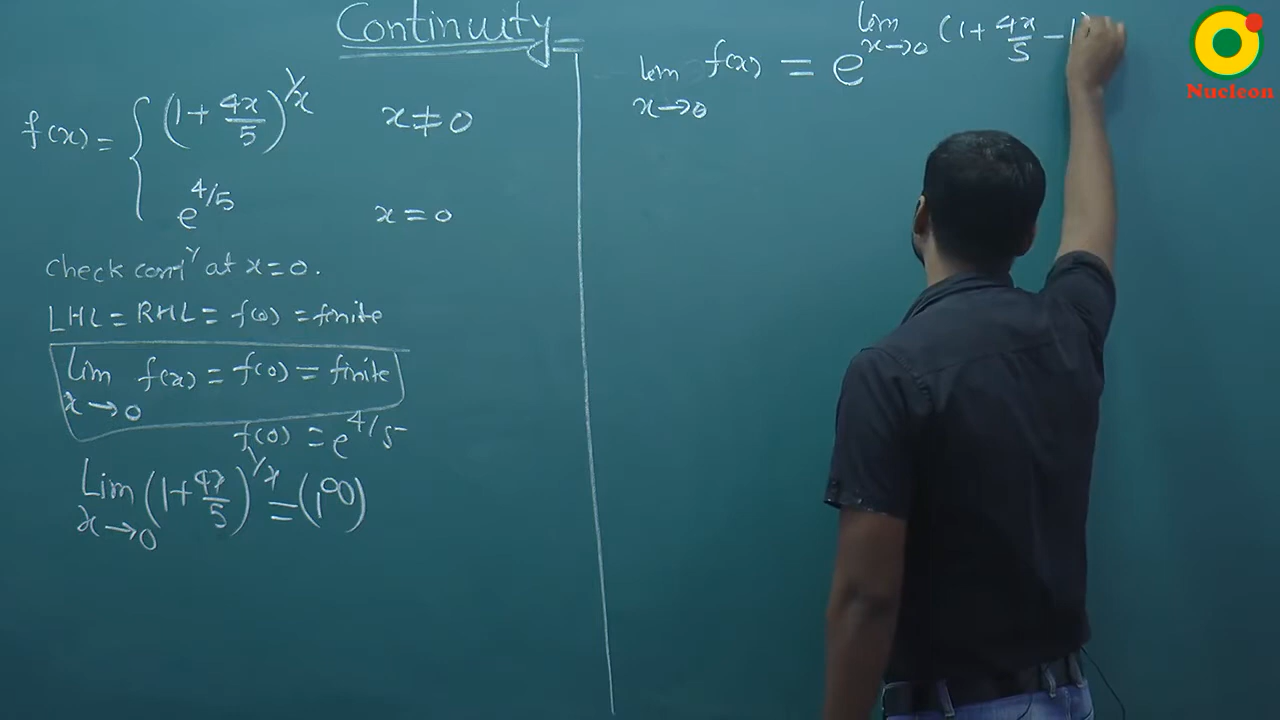 Continuity
f(x) = { (1 + 4x/5)^1/x x ≠ 0
e^4/5 x = 0
check conti^y at x = 0.
LHL = RHL = f(0) = finite
Lim x→0 f(x) = f(0) = finite
f(0) = e^4/5
Lim x→0 (1 + 4x/5)^1/x = (1^∞)
lim x→0 f(x) = e^lim x→0 (1 + 4x/5 - 1)
Nucleon